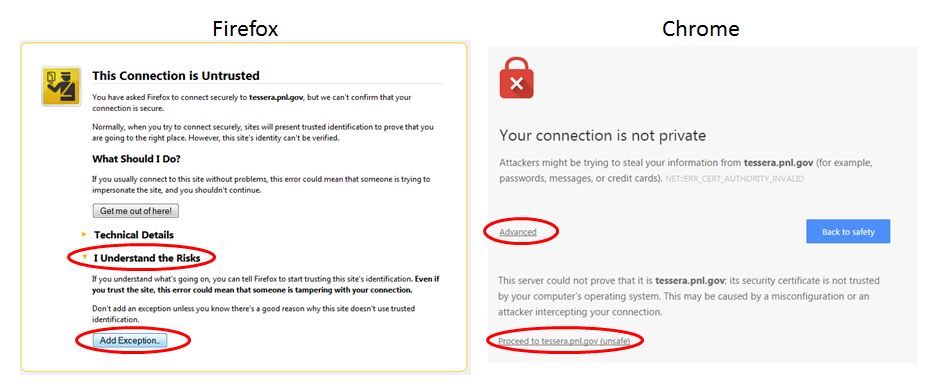 Firefox
This Connection is Untrusted
You have asked Firefox to connect securely to tessera.pnl.gov, but we can't confirm that your
connection is secure.
Normally, when you try to connect securely, sites will present trusted identification to prove that you
are going to the right place. However, this site's identity can't be verified.
What Should I Do?
If you usually connect to this site without problems, this error could mean that someone is trying to
impersonate the site, and you shouldn't continue.
Get me out of here!
Technical Details
I Understand the Risks
If you understand what's going on, you can tell Firefox to start trusting this site's identification. Even if
you trust the site, this error could mean that someone is tampering with your connection.
Don't add an exception unless you know there's a good reason why this site doesn't use trusted
identification.
Add Exception..
Chrome
Your connection is not private
Attackers might be trying to steal your information from tessera.pnl.gov (for example,
passwords, messages, or credit cards). NET::ERR_CERT_AUTHORITY_INVALID
Advanced
Back to safety
This server could not prove that it is tessera.pnl.gov; its security certificate is not trusted
by your computer's operating system. This may be caused by a misconfiguration or an
attacker intercepting your connection.
Proceed to tessera.pnl.gov (unsafe)